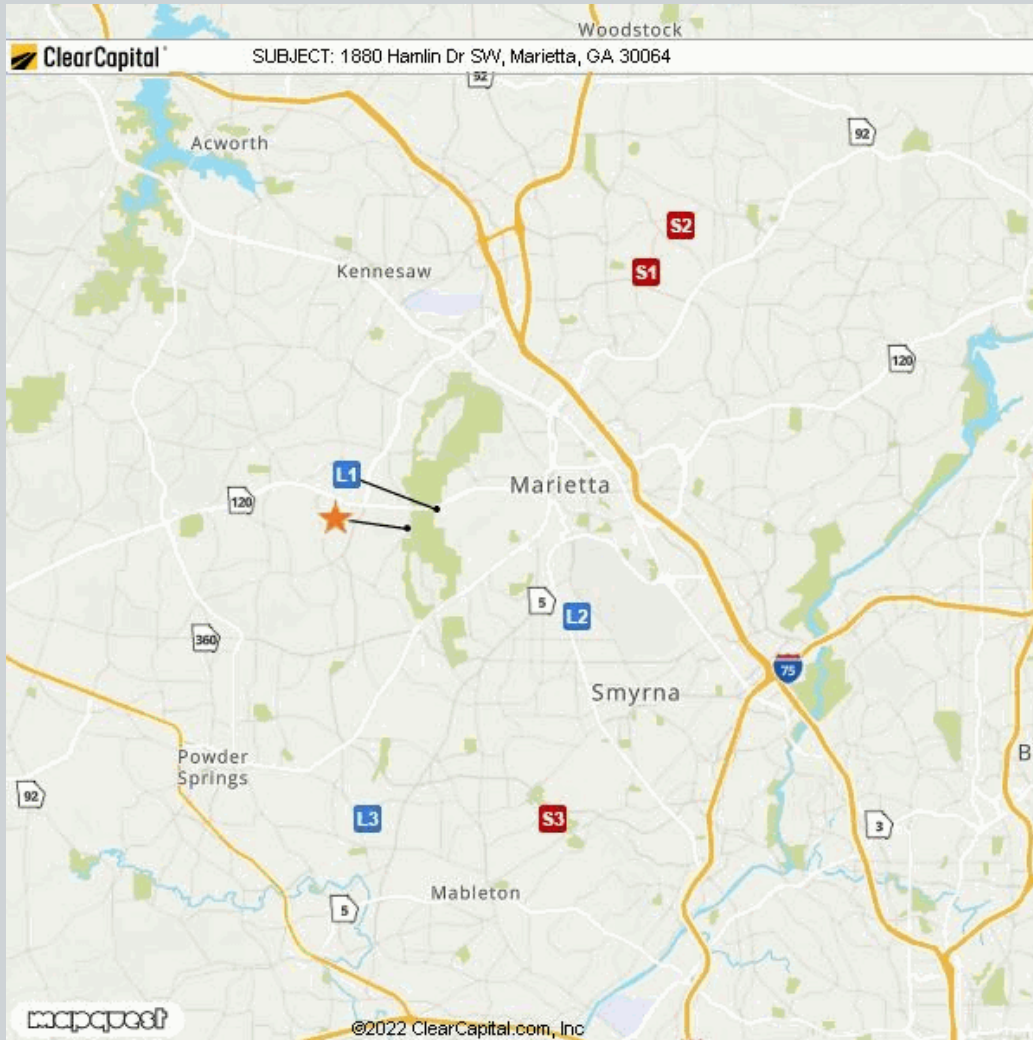 Woodstock
ClearCapital
SUBJECT: 1880 Hamlin Dr SW, Marietta, GA 30064
92
92
Acworth
S2
Kennesaw
S1
120
L1
Marietta
120
5
L2
360
75
Smyrna
Powder
Springs
B
92
L3
S3
3
Mableton
5
mapquest
©2022 ClearCapital.com, Inc